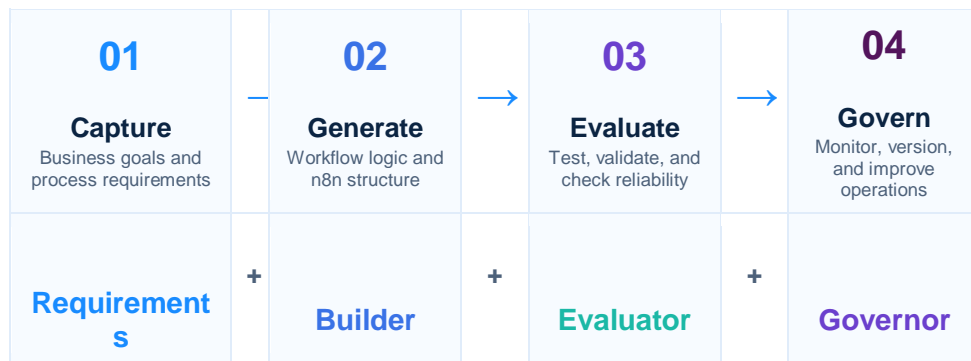 01
Capture
Business goals and
process requirements
→
02
Generate
Workflow logic and
n8n structure
→
03
Evaluate
Test, validate, and
check reliability
→
04
Govern
Monitor, version,
and improve
operations
Requirement
s
+
Builder
+
Evaluator
+
Governor